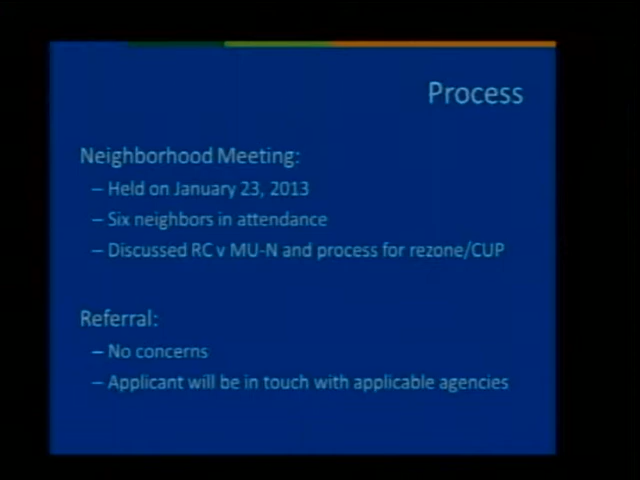 Process
Neighborhood Meeting:
– Held on January 23, 2013
– Six neighbors in attendance
– Discussed RC v MU-N and process for rezone/CUP
Referral:
– No concerns
– Applicant will be in touch with applicable agencies